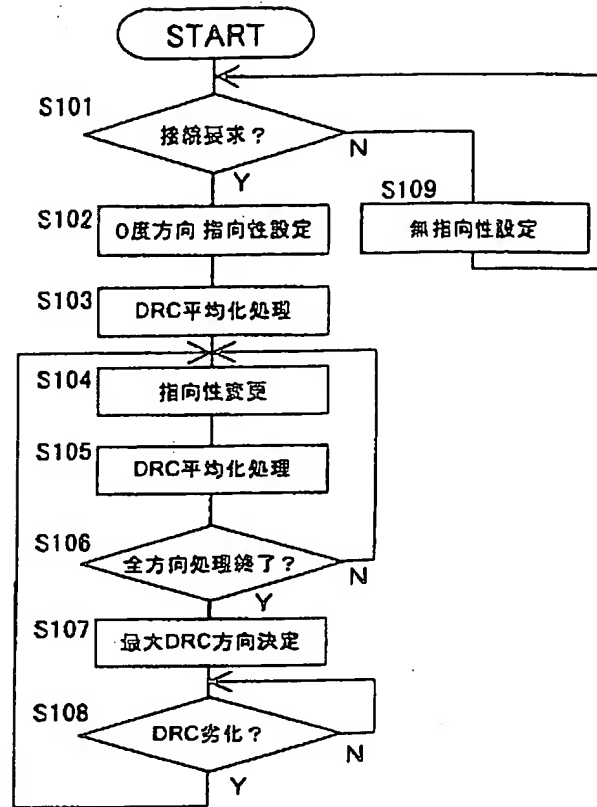 START
S101
接続要求?
N
Y
S109
無指向性設定
S102
0度方向 指向性設定
S103
DRC平均化処理
S104
指向性変更
S105
DRC平均化処理
S106
全方向処理終了?
N
Y
S107
最大DRC方向決定
S108
DRC劣化?
N
Y